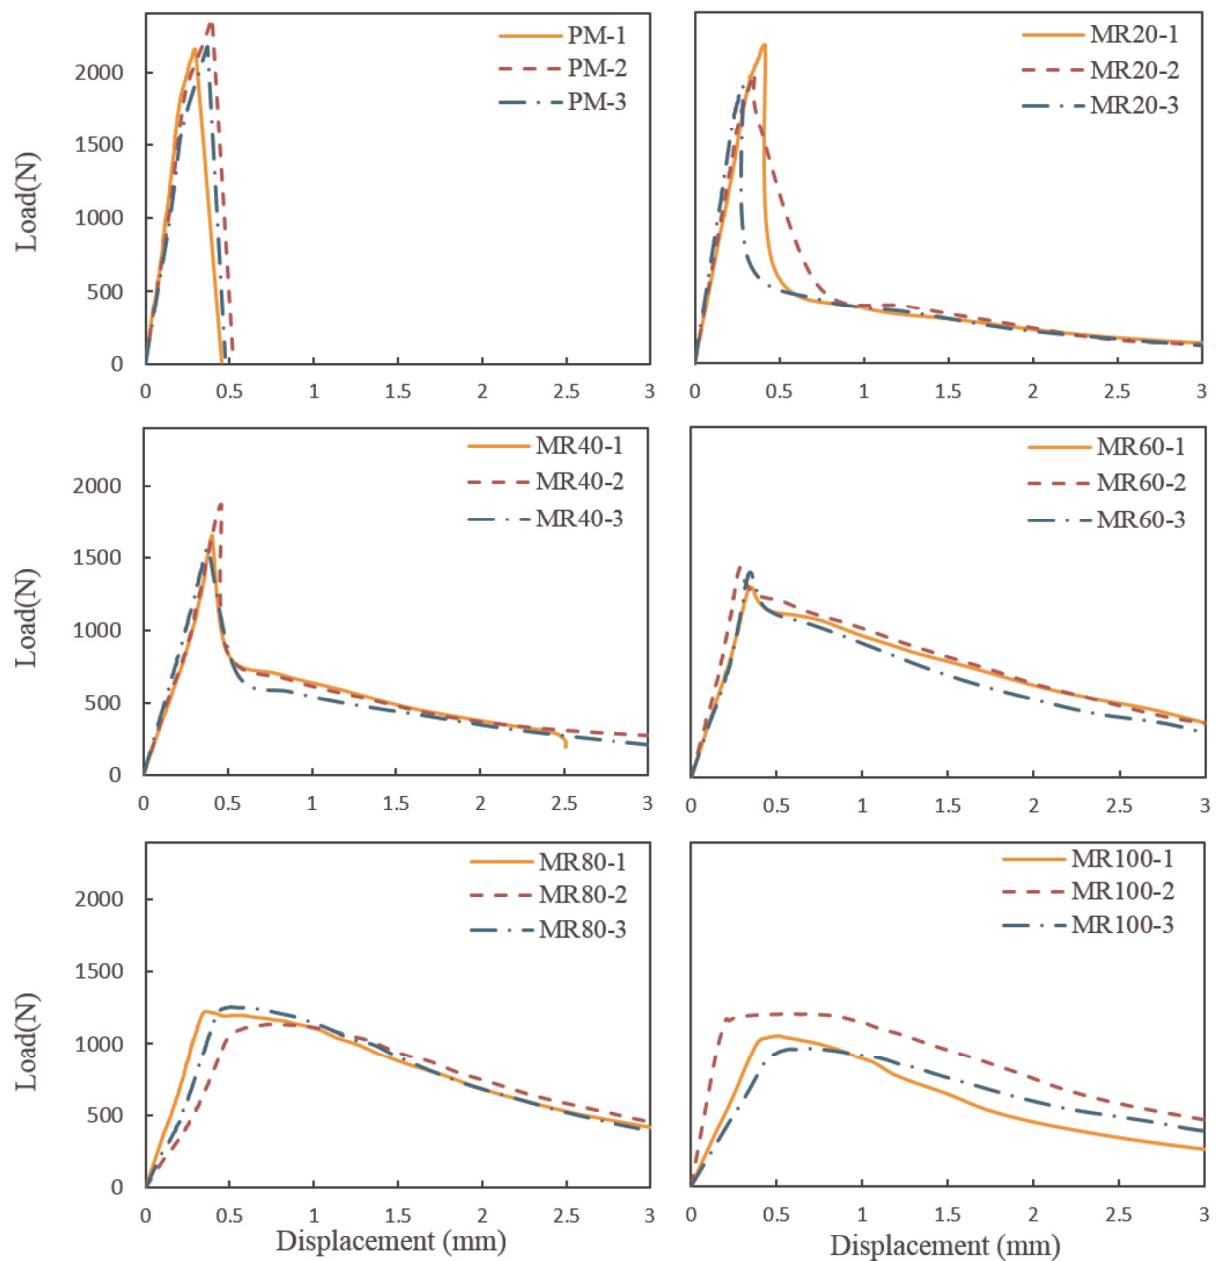 PM-1
PM-2
PM-3
2000
1500
1000
500
0
Load(N)
0 0.5 1 1.5 2 2.5 3
MR20-1
MR20-2
MR20-3
0 0.5 1 1.5 2 2.5 3
MR40-1
MR40-2
MR40-3
2000
1500
1000
500
0
Load(N)
0 0.5 1 1.5 2 2.5 3
MR60-1
MR60-2
MR60-3
0 0.5 1 1.5 2 2.5 3
MR80-1
MR80-2
MR80-3
2000
1500
1000
500
0
Load(N)
0 0.5 1 1.5 2 2.5 3
Displacement (mm)
MR100-1
MR100-2
MR100-3
0 0.5 1 1.5 2 2.5 3
Displacement (mm)